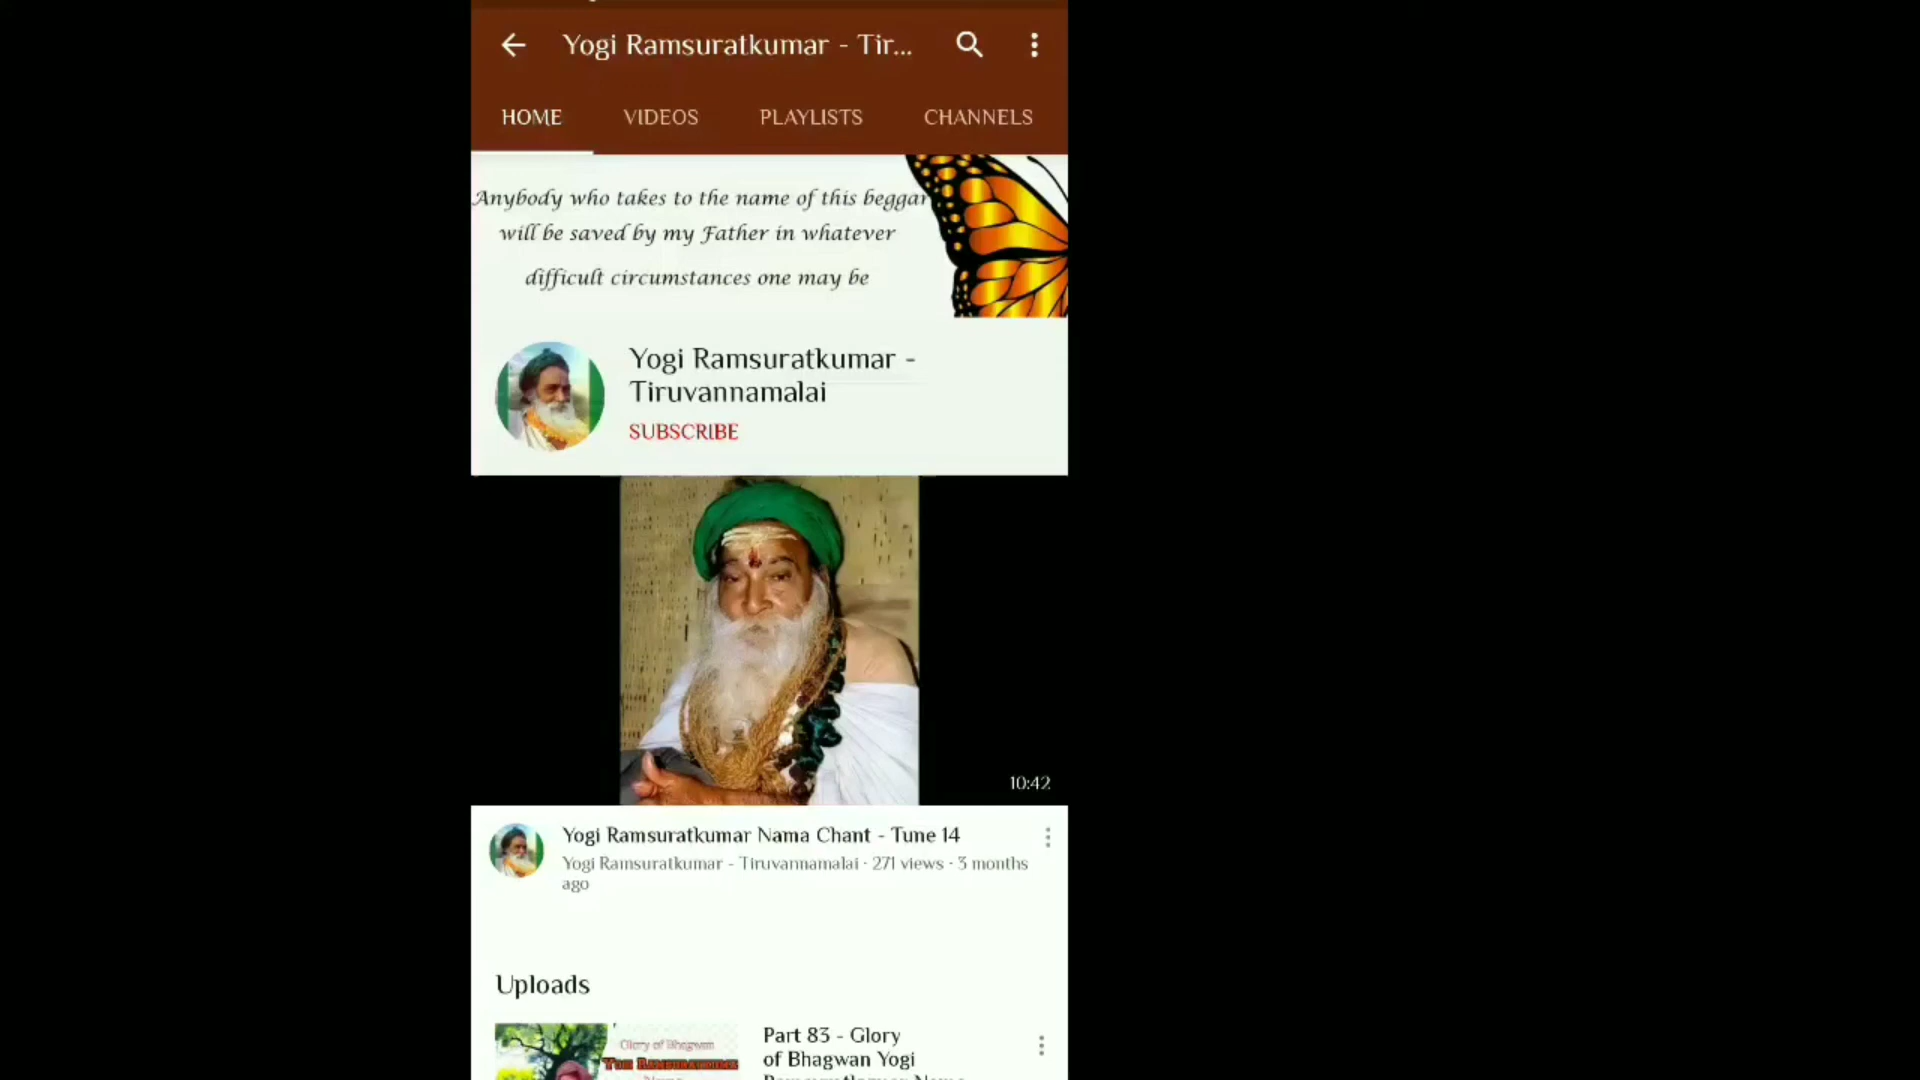 Yogi Ramsuratkumar - Tir...
HOME VIDEOS PLAYLISTS CHANNELS
Anybody who takes to the name of this beggar
will be saved by my Father in whatever
difficult circumstances one may be
Yogi Ramsuratkumar -
Tiruvannamalai
SUBSCRIBE
10:42
Yogi Ramsuratkumar Nama Chant - Tune 14
Yogi Ramsuratkumar - Tiruvannamalai · 271 views · 3 months
ago
Uploads
Part 83 - Glory
of Bhagwan Yogi
Glory of Bhagwan
YOGI RAMSURATKUMAR